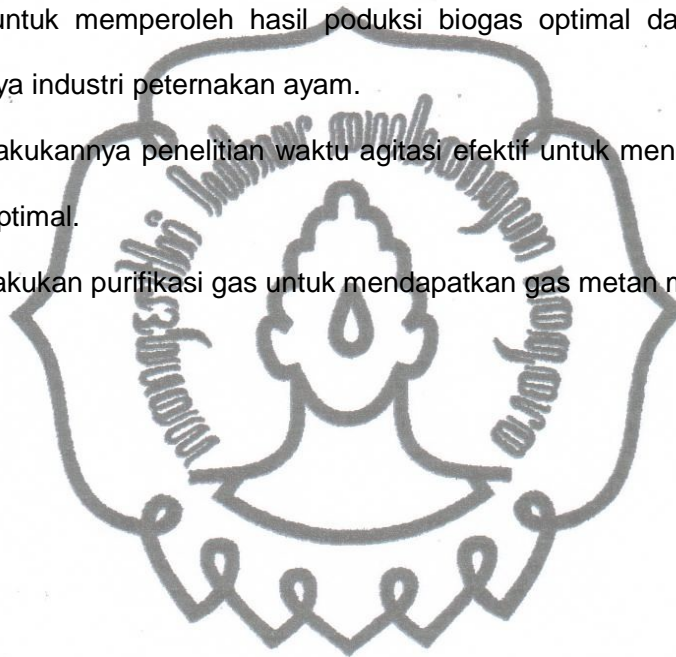 untuk memperoleh hasil poduksi biogas optimal da
ya industri peternakan ayam.
akukannya penelitian waktu agitasi efektif untuk men
ptimal.
akukan purifikasi gas untuk mendapatkan gas metan m